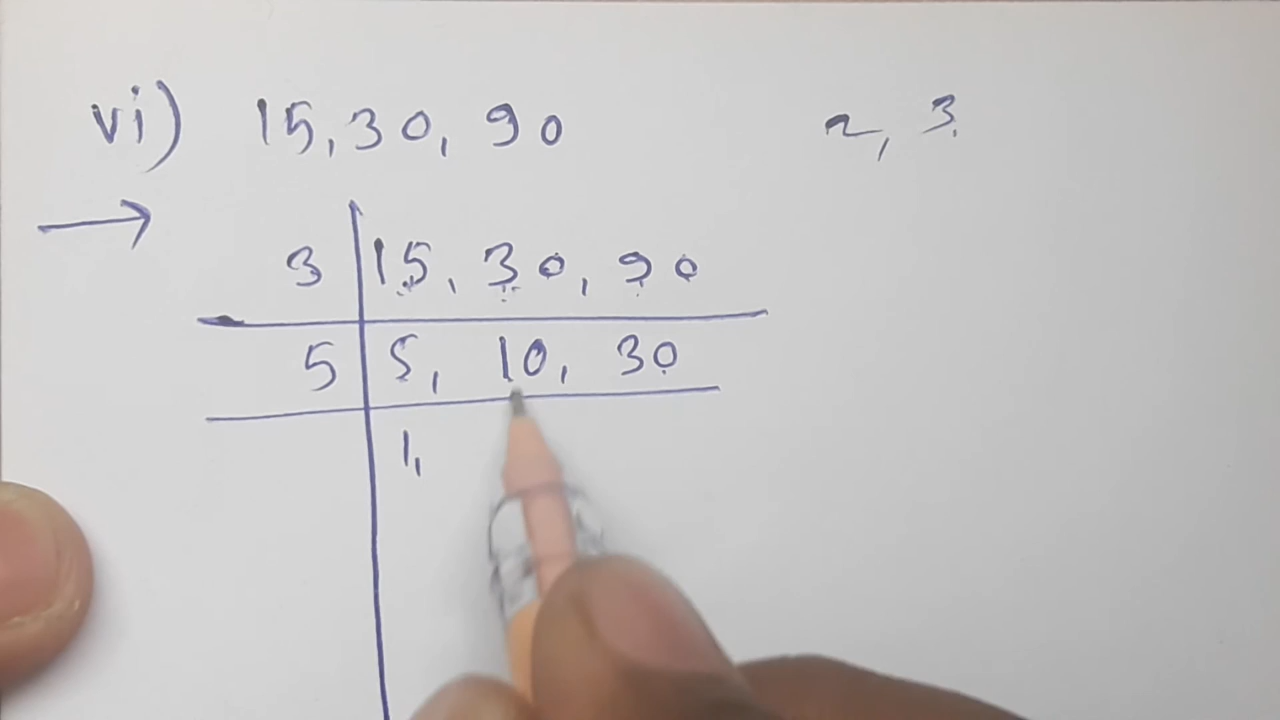 vi) 15, 30, 90
2, 3
3 15, 30, 90
5 5, 10, 30
1,